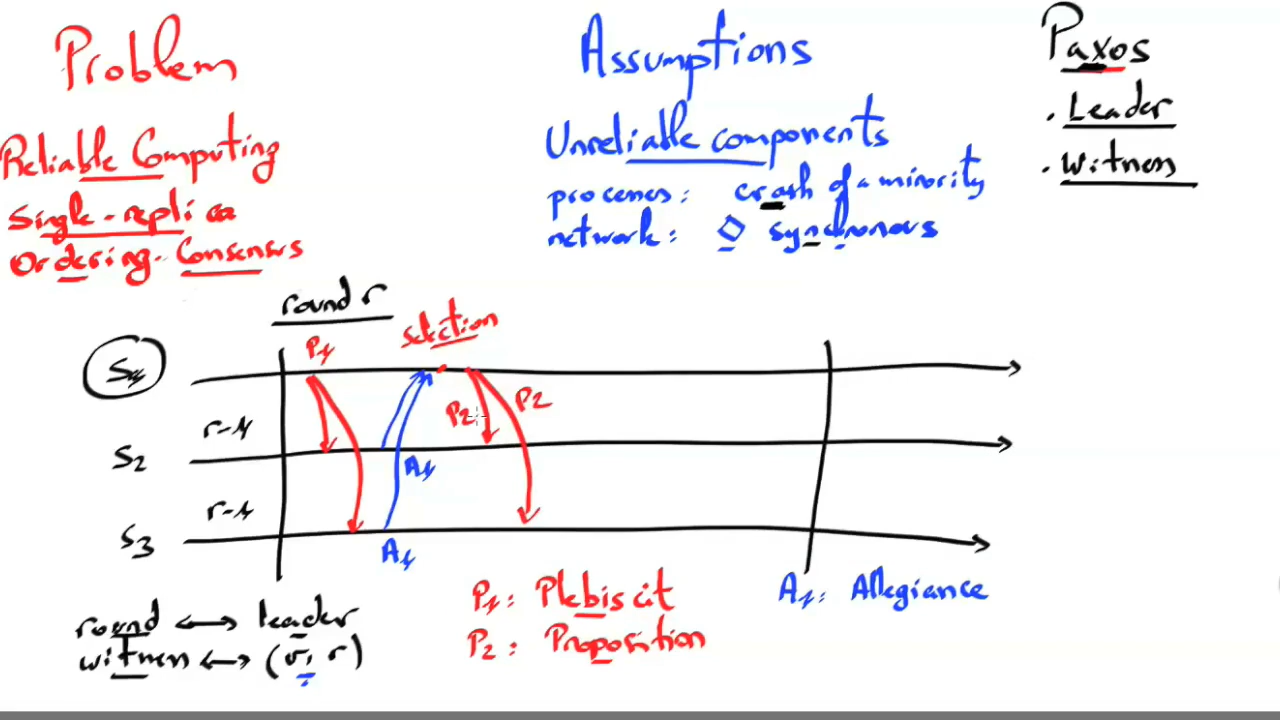 Problem
Reliable Computing
Single-replica
Ordering-Consensus
Assumptions
Unreliable components
processes: crash of a minority
network: ◇ synchronous
Paxos
. Leader
. Witness
round r
P1
selection
S1
r-1
P2
P2
S2
A1
r-1
S3
A1
round <-> leader
witness <-> (v, r)
P1: Plebiscit
P2: Proposition
A1: Allegiance